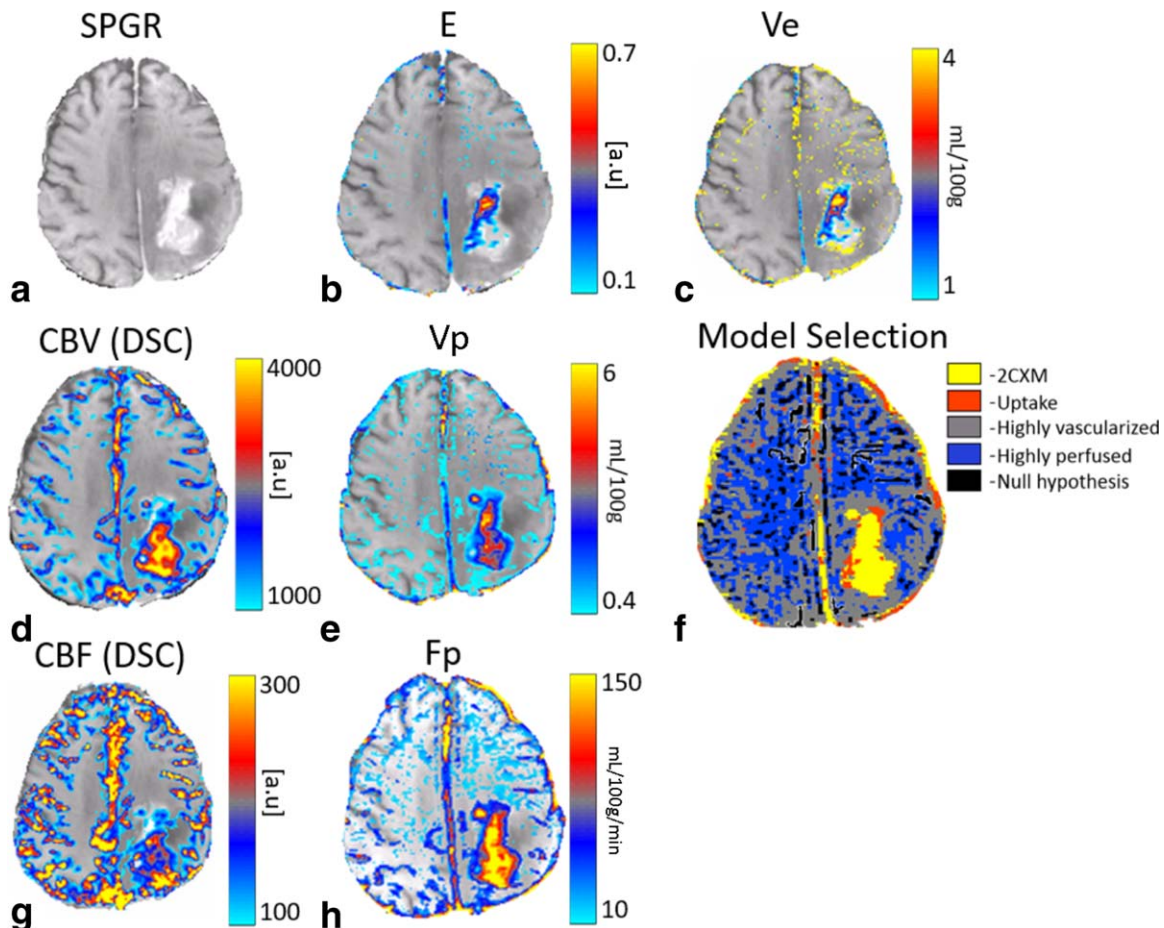 SPGR
E
Ve
0.7
[a.u]
0.1
4
mL/100g
1
a
b
c
CBV (DSC)
Vp
Model Selection
4000
[a.u]
1000
6
mL/100g
0.4
-2CXM
-Uptake
-Highly vascularized
-Highly perfused
-Null hypothesis
d
e
f
CBF (DSC)
Fp
300
[a.u]
100
150
mL/100g/min
10
g
h